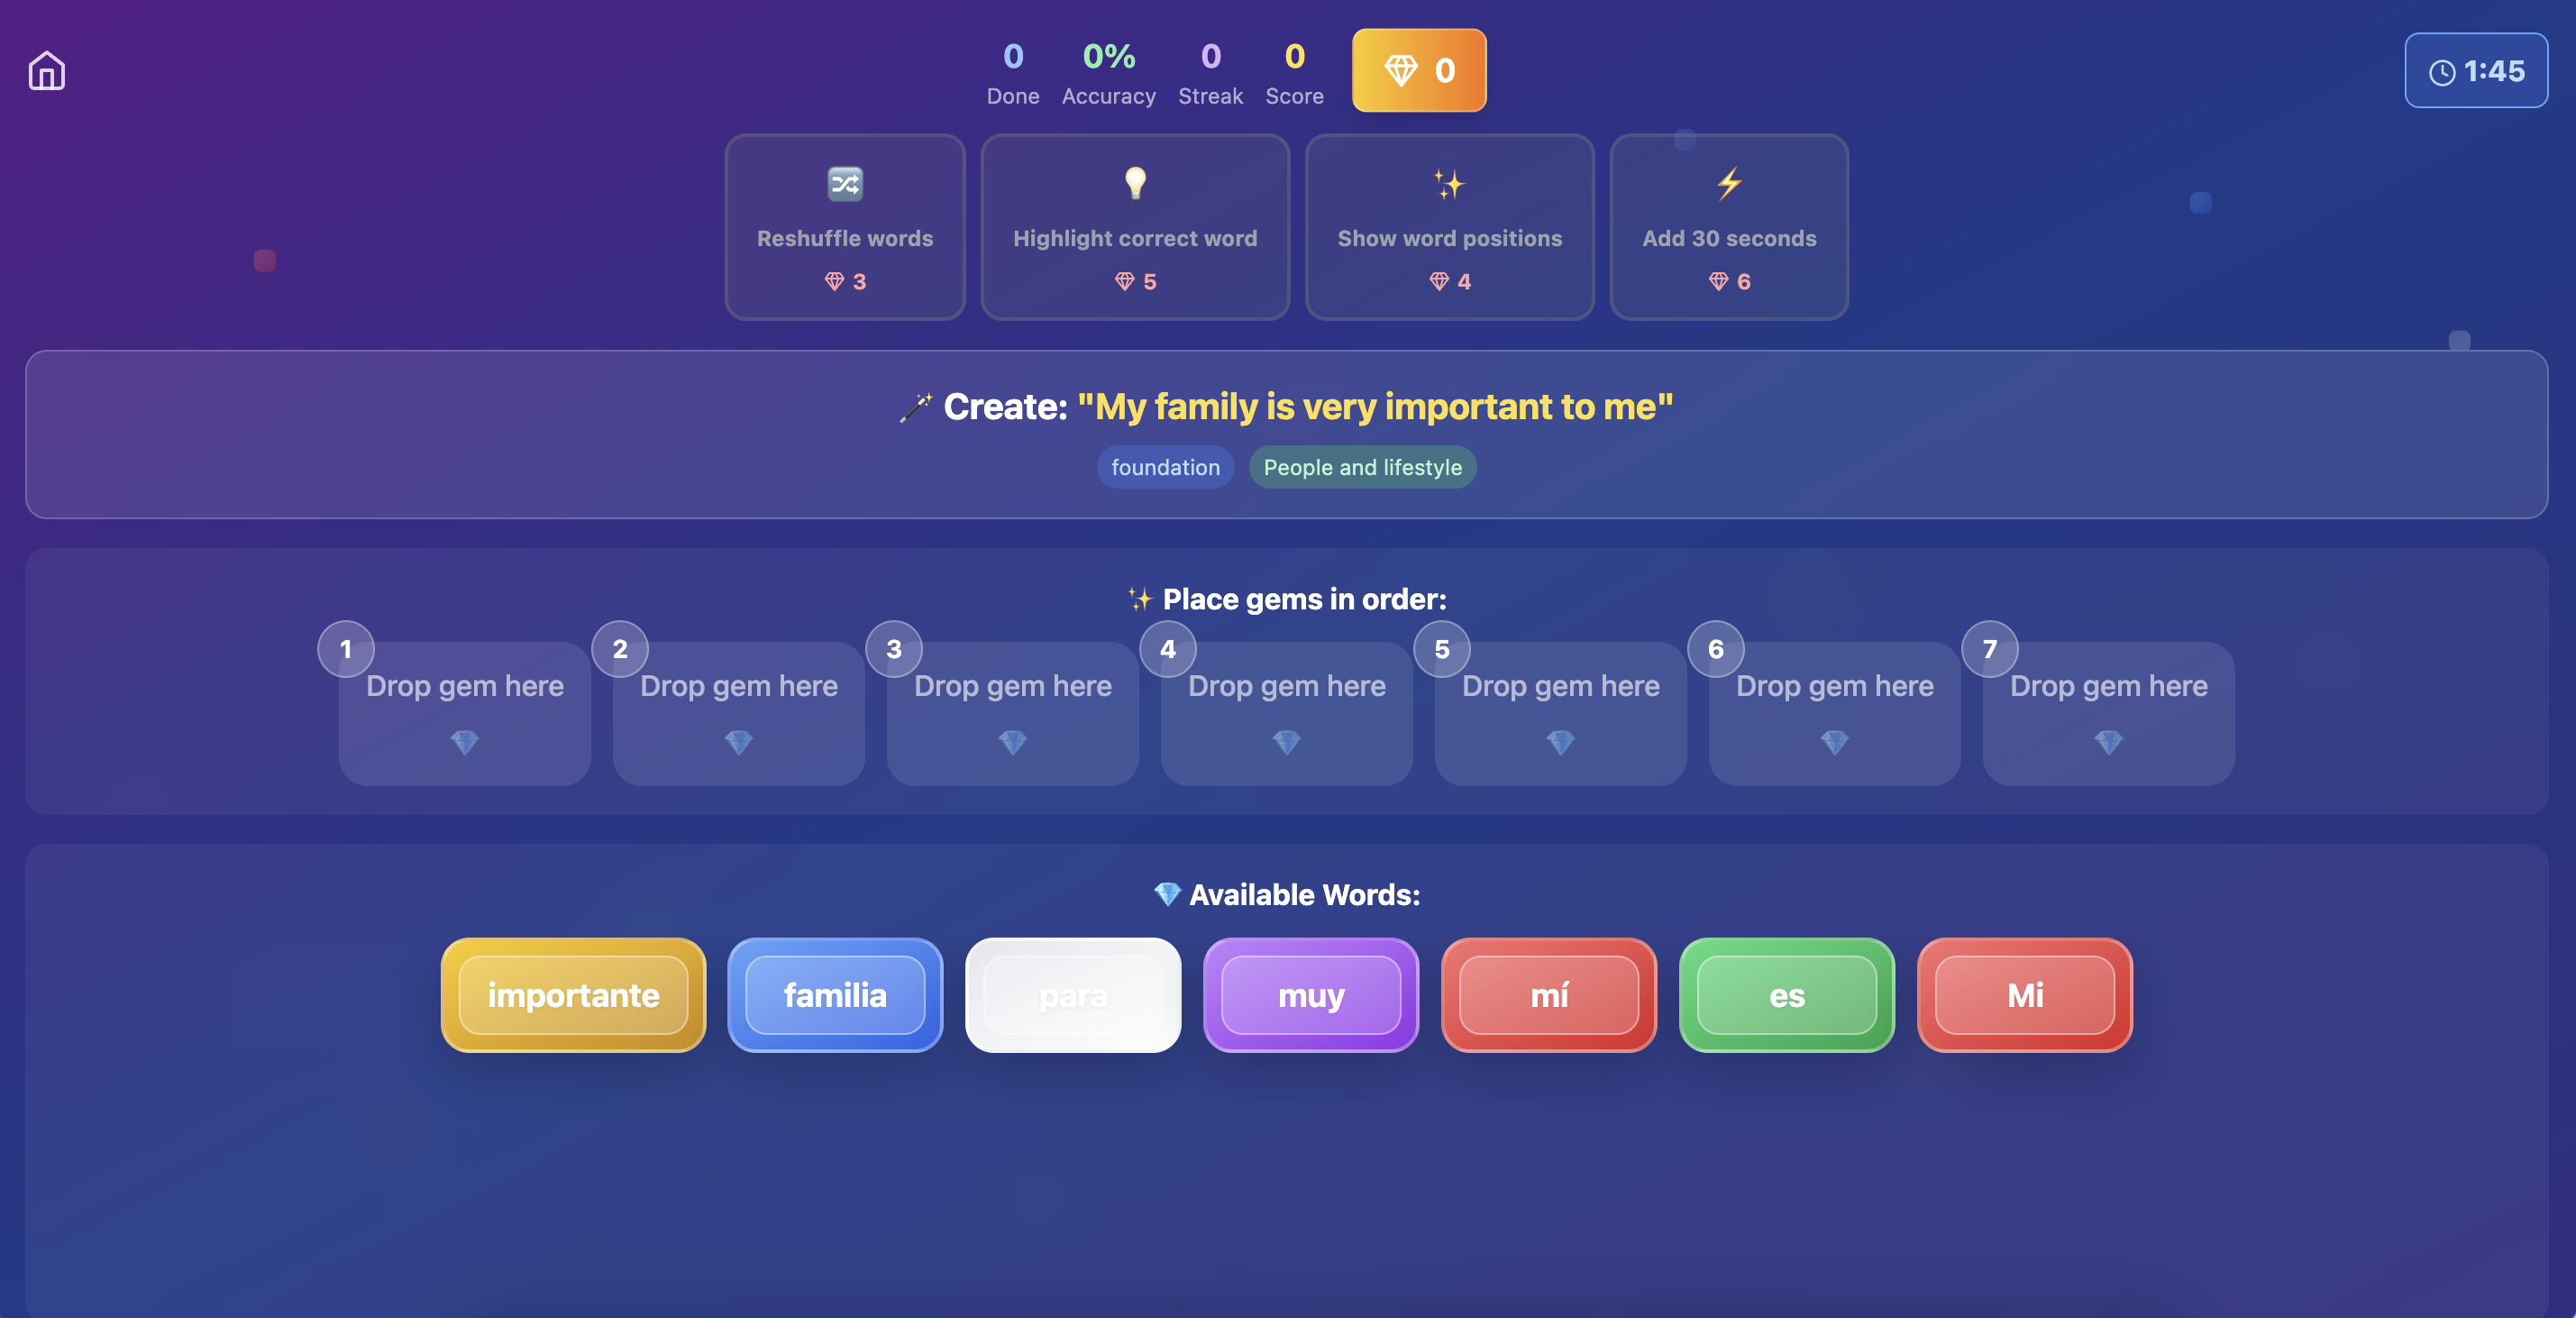 0 0% 0 0 0 1:45
Done Accuracy Streak Score
Reshuffle words Highlight correct word Show word positions Add 30 seconds
3 5 4 6
Create: "My family is very important to me"
foundation People and lifestyle
Place gems in order:
1 2 3 4 5 6 7
Drop gem here Drop gem here Drop gem here Drop gem here Drop gem here Drop gem here Drop gem here
Available Words:
importante familia para muy mí es Mi